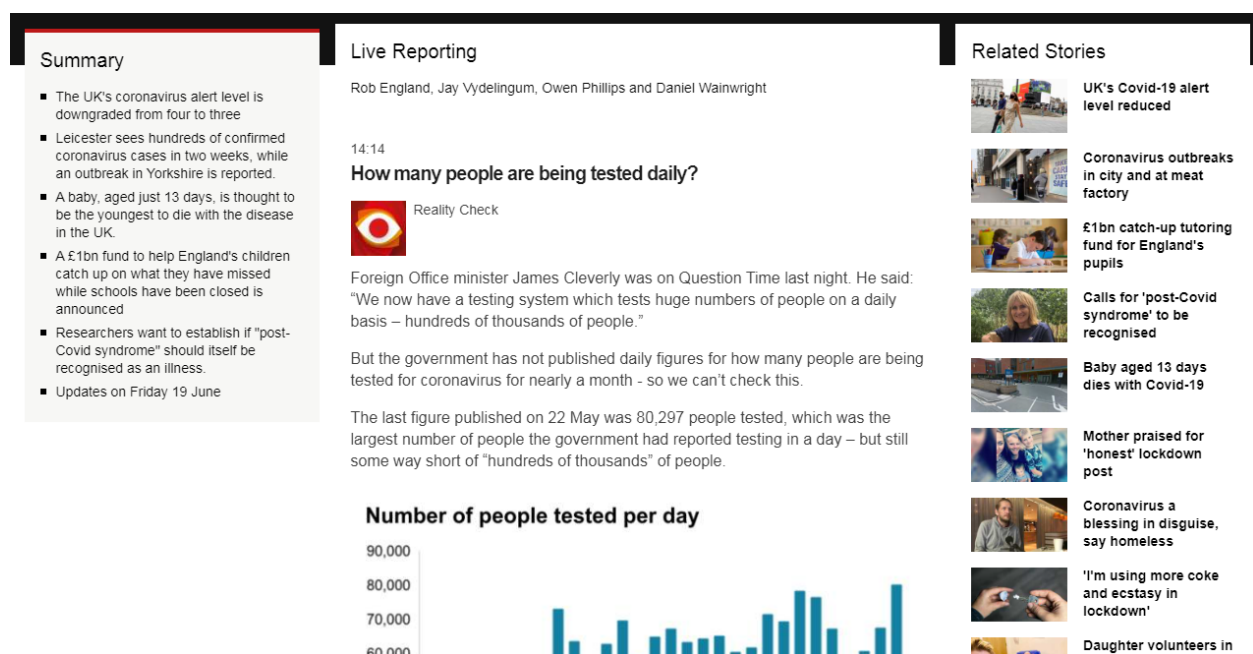 Summary
The UK's coronavirus alert level is
downgraded from four to three
Leicester sees hundreds of confirmed
coronavirus cases in two weeks, while
an outbreak in Yorkshire is reported.
A baby, aged just 13 days, is thought to
be the youngest to die with the disease
in the UK.
A £1bn fund to help England's children
catch up on what they have missed
while schools have been closed is
announced
Researchers want to establish if "post-
Covid syndrome" should itself be
recognised as an illness.
Updates on Friday 19 June
Live Reporting
Rob England, Jay Vydelingum, Owen Phillips and Daniel Wainwright
14:14
How many people are being tested daily?
Reality Check
Foreign Office minister James Cleverly was on Question Time last night. He said:
“We now have a testing system which tests huge numbers of people on a daily
basis – hundreds of thousands of people.”
But the government has not published daily figures for how many people are being
tested for coronavirus for nearly a month - so we can’t check this.
The last figure published on 22 May was 80,297 people tested, which was the
largest number of people the government had reported testing in a day – but still
some way short of “hundreds of thousands” of people.
Number of people tested per day
90,000
80,000
70,000
60,000
Related Stories
UK's Covid-19 alert
level reduced
Coronavirus outbreaks
in city and at meat
factory
£1bn catch-up tutoring
fund for England's
pupils
Calls for 'post-Covid
syndrome' to be
recognised
Baby aged 13 days
dies with Covid-19
Mother praised for
'honest' lockdown
post
Coronavirus a
blessing in disguise,
say homeless
'I'm using more coke
and ecstasy in
lockdown'
Daughter volunteers in